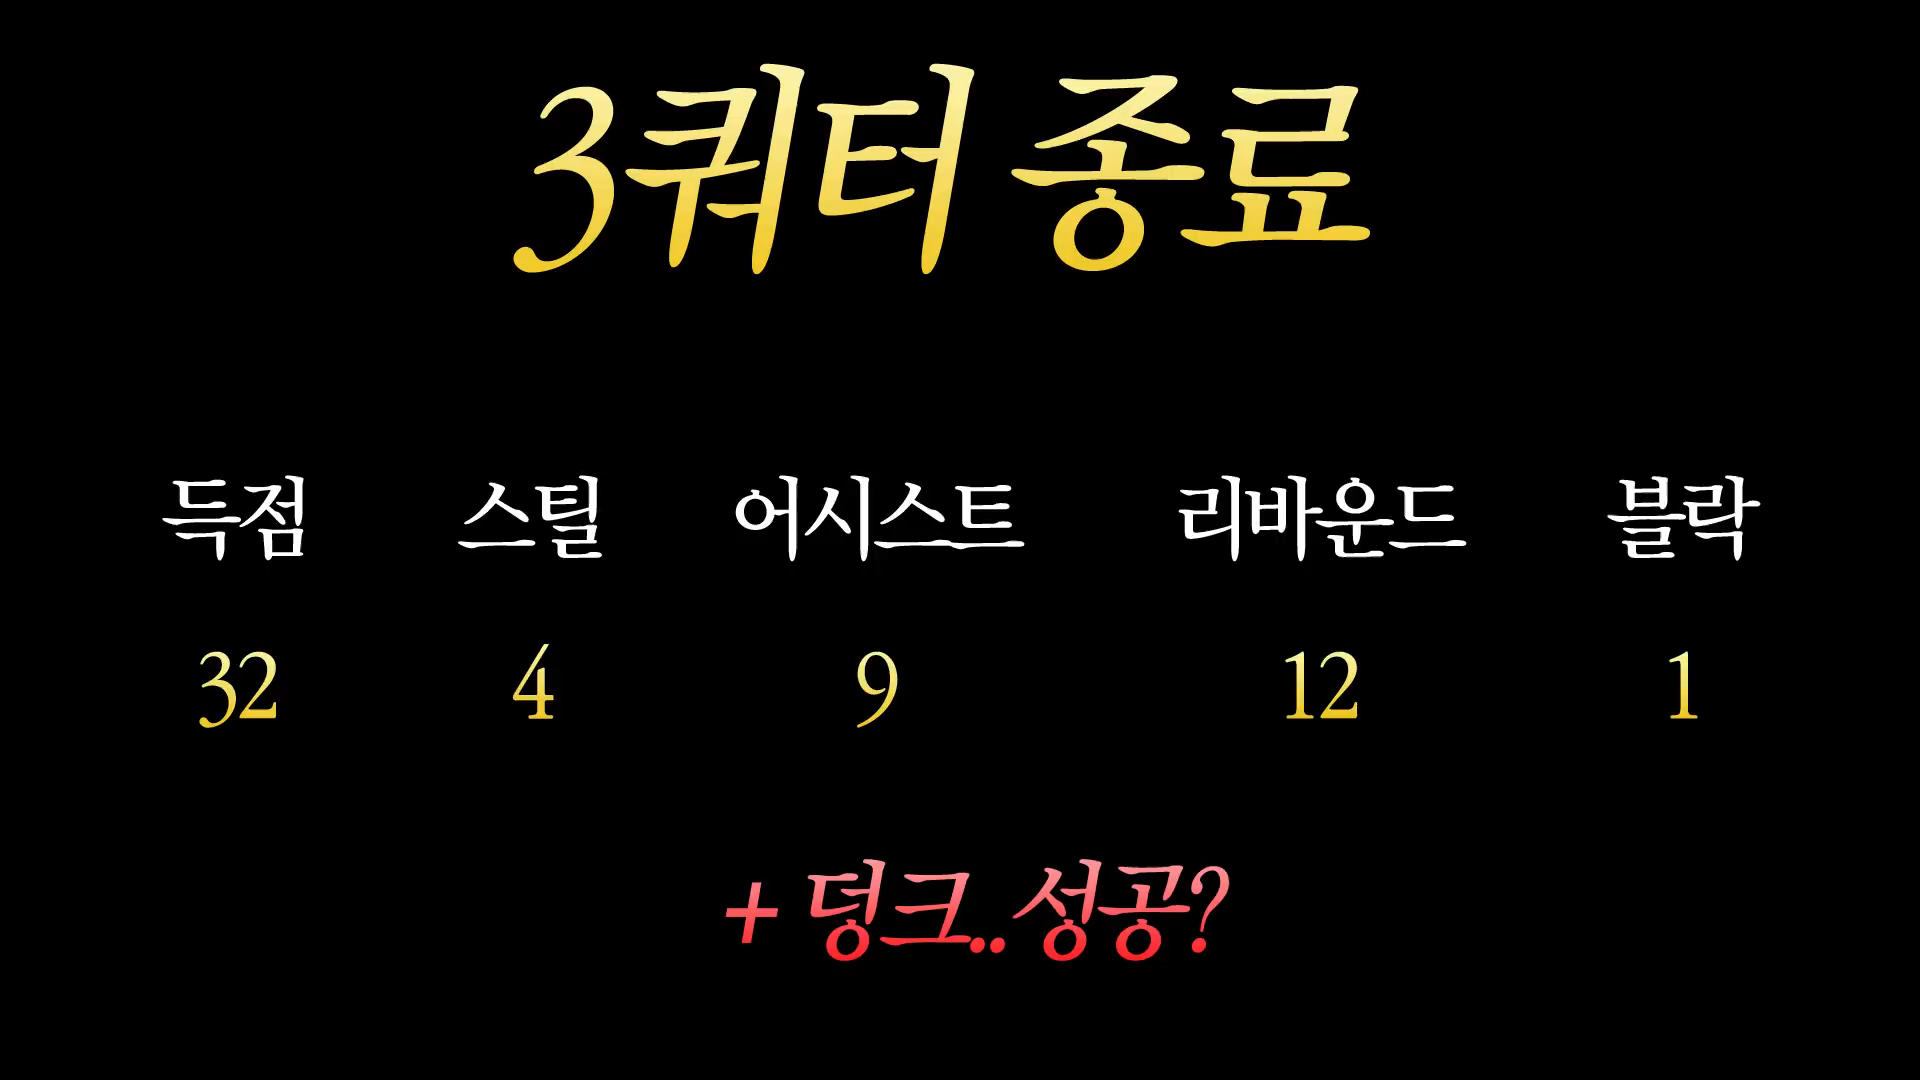 3쿼터 종료
득점 스틸 어시스트 리바운드 블락
32 4 9 12 1
+ 덩크.. 성공?